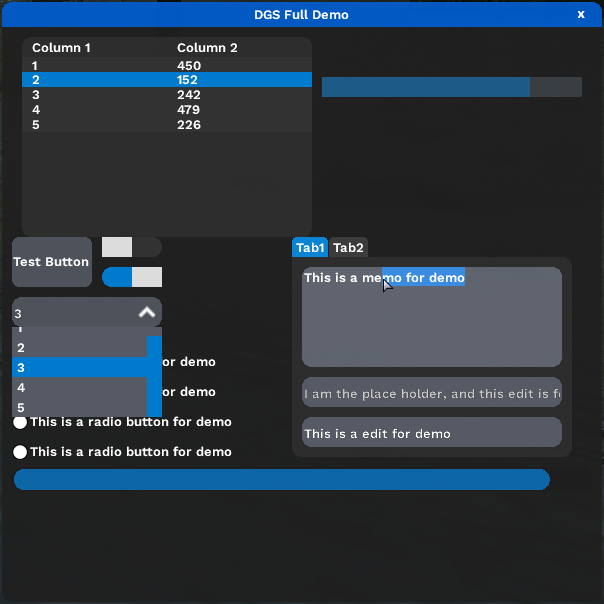 DGS Full Demo x
Column 1 Column 2
1 450
2 152
3 242
4 479
5 226
Test Button
Tab1 Tab2
This is a memo for demo
3
2
3
4
5
or demo
or demo
I am the place holder, and this edit is
This is a edit for demo
This is a radio button for demo
This is a radio button for demo